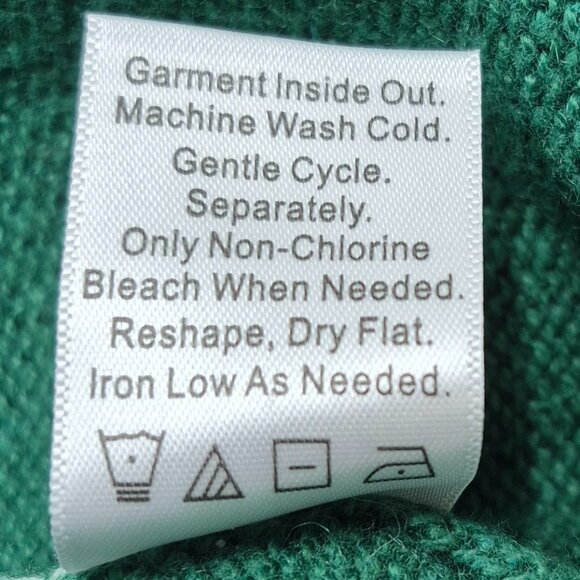 Garment Inside Out.
Machine Wash Cold.
Gentle Cycle.
Separately.
Only Non-Chlorine
Bleach When Needed.
Reshape, Dry Flat.
Iron Low As Needed.